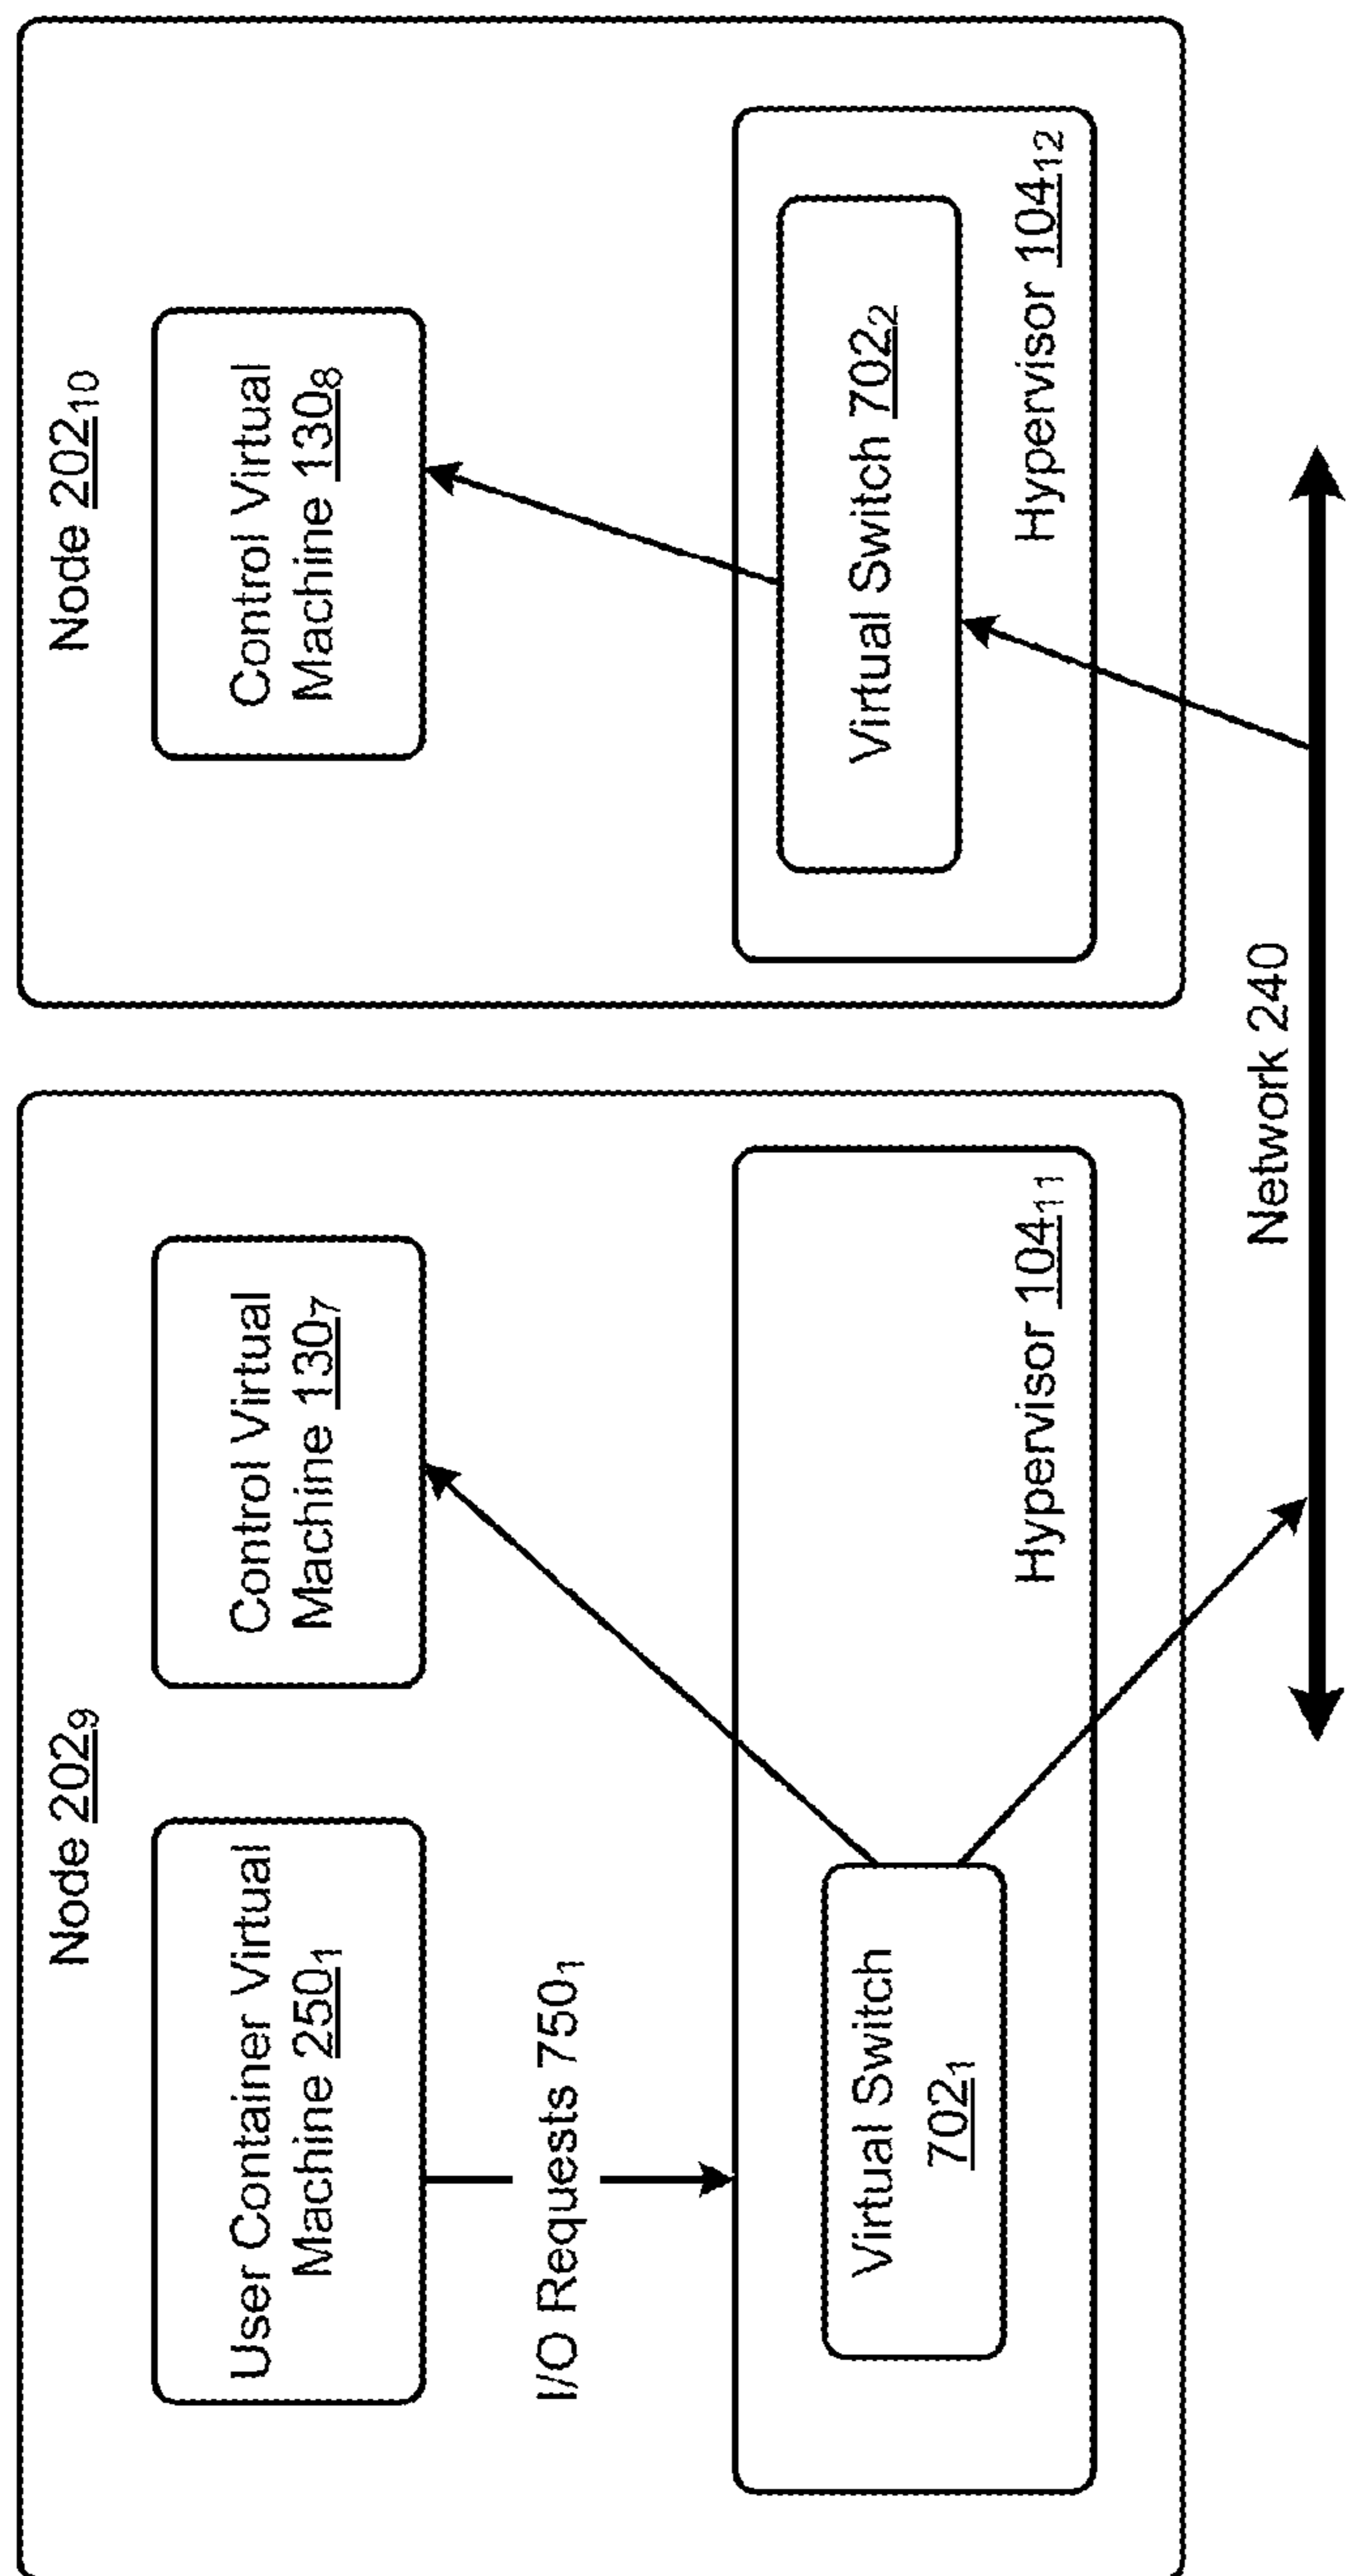 Node 202₉
User Container Virtual
Machine 250₁
Control Virtual
Machine 130₇
I/O Requests 750₁
Virtual Switch
702₁
Hypervisor 104₁₁
Node 202₁₀
Control Virtual
Machine 130₈
Virtual Switch 702₂
Hypervisor 104₁₂
Network 240